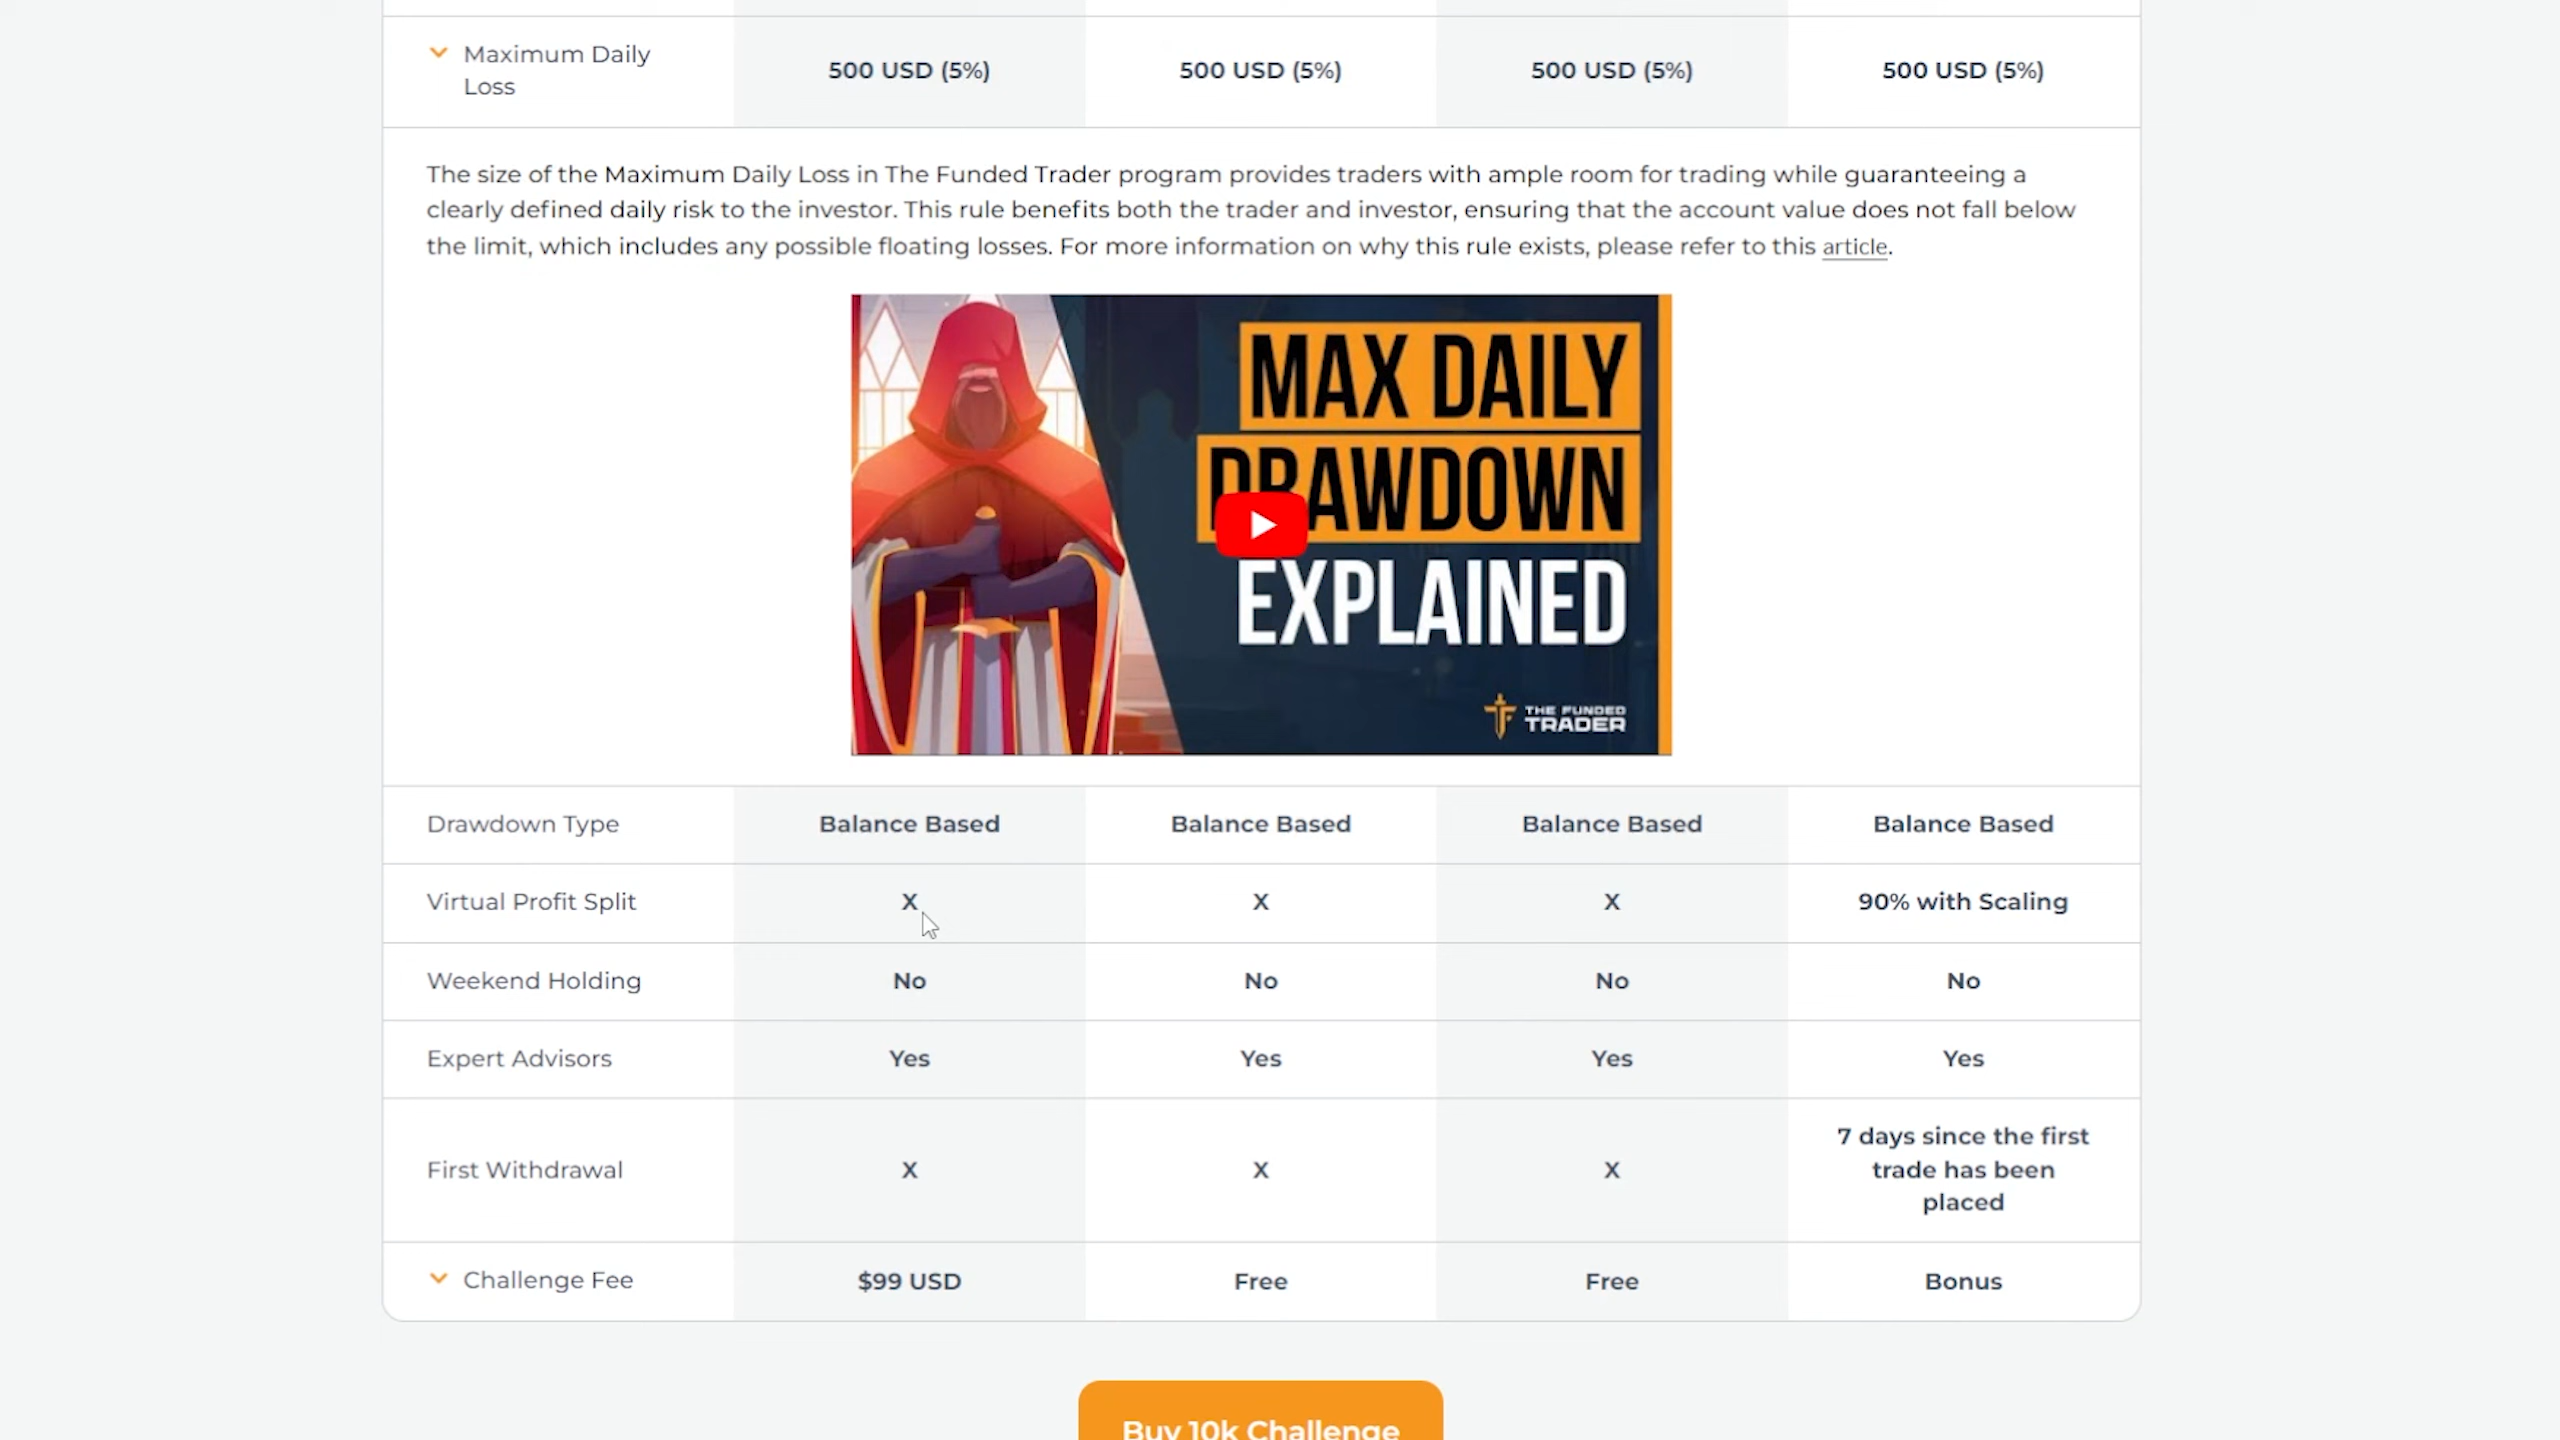 Maximum Daily
Loss
500 USD (5%)
500 USD (5%)
500 USD (5%)
500 USD (5%)
The size of the Maximum Daily Loss in The Funded Trader program provides traders with ample room for trading while guaranteeing a
clearly defined daily risk to the investor. This rule benefits both the trader and investor, ensuring that the account value does not fall below
the limit, which includes any possible floating losses. For more information on why this rule exists, please refer to this article.
MAX DAILY
DRAWDOWN
EXPLAINED
THE FUNDED
TRADER
Drawdown Type
Balance Based
Balance Based
Balance Based
Balance Based
Virtual Profit Split
X
X
X
90% with Scaling
Weekend Holding
No
No
No
No
Expert Advisors
Yes
Yes
Yes
Yes
First Withdrawal
X
X
X
7 days since the first
trade has been
placed
Challenge Fee
$99 USD
Free
Free
Bonus
Buy 10k Challenge